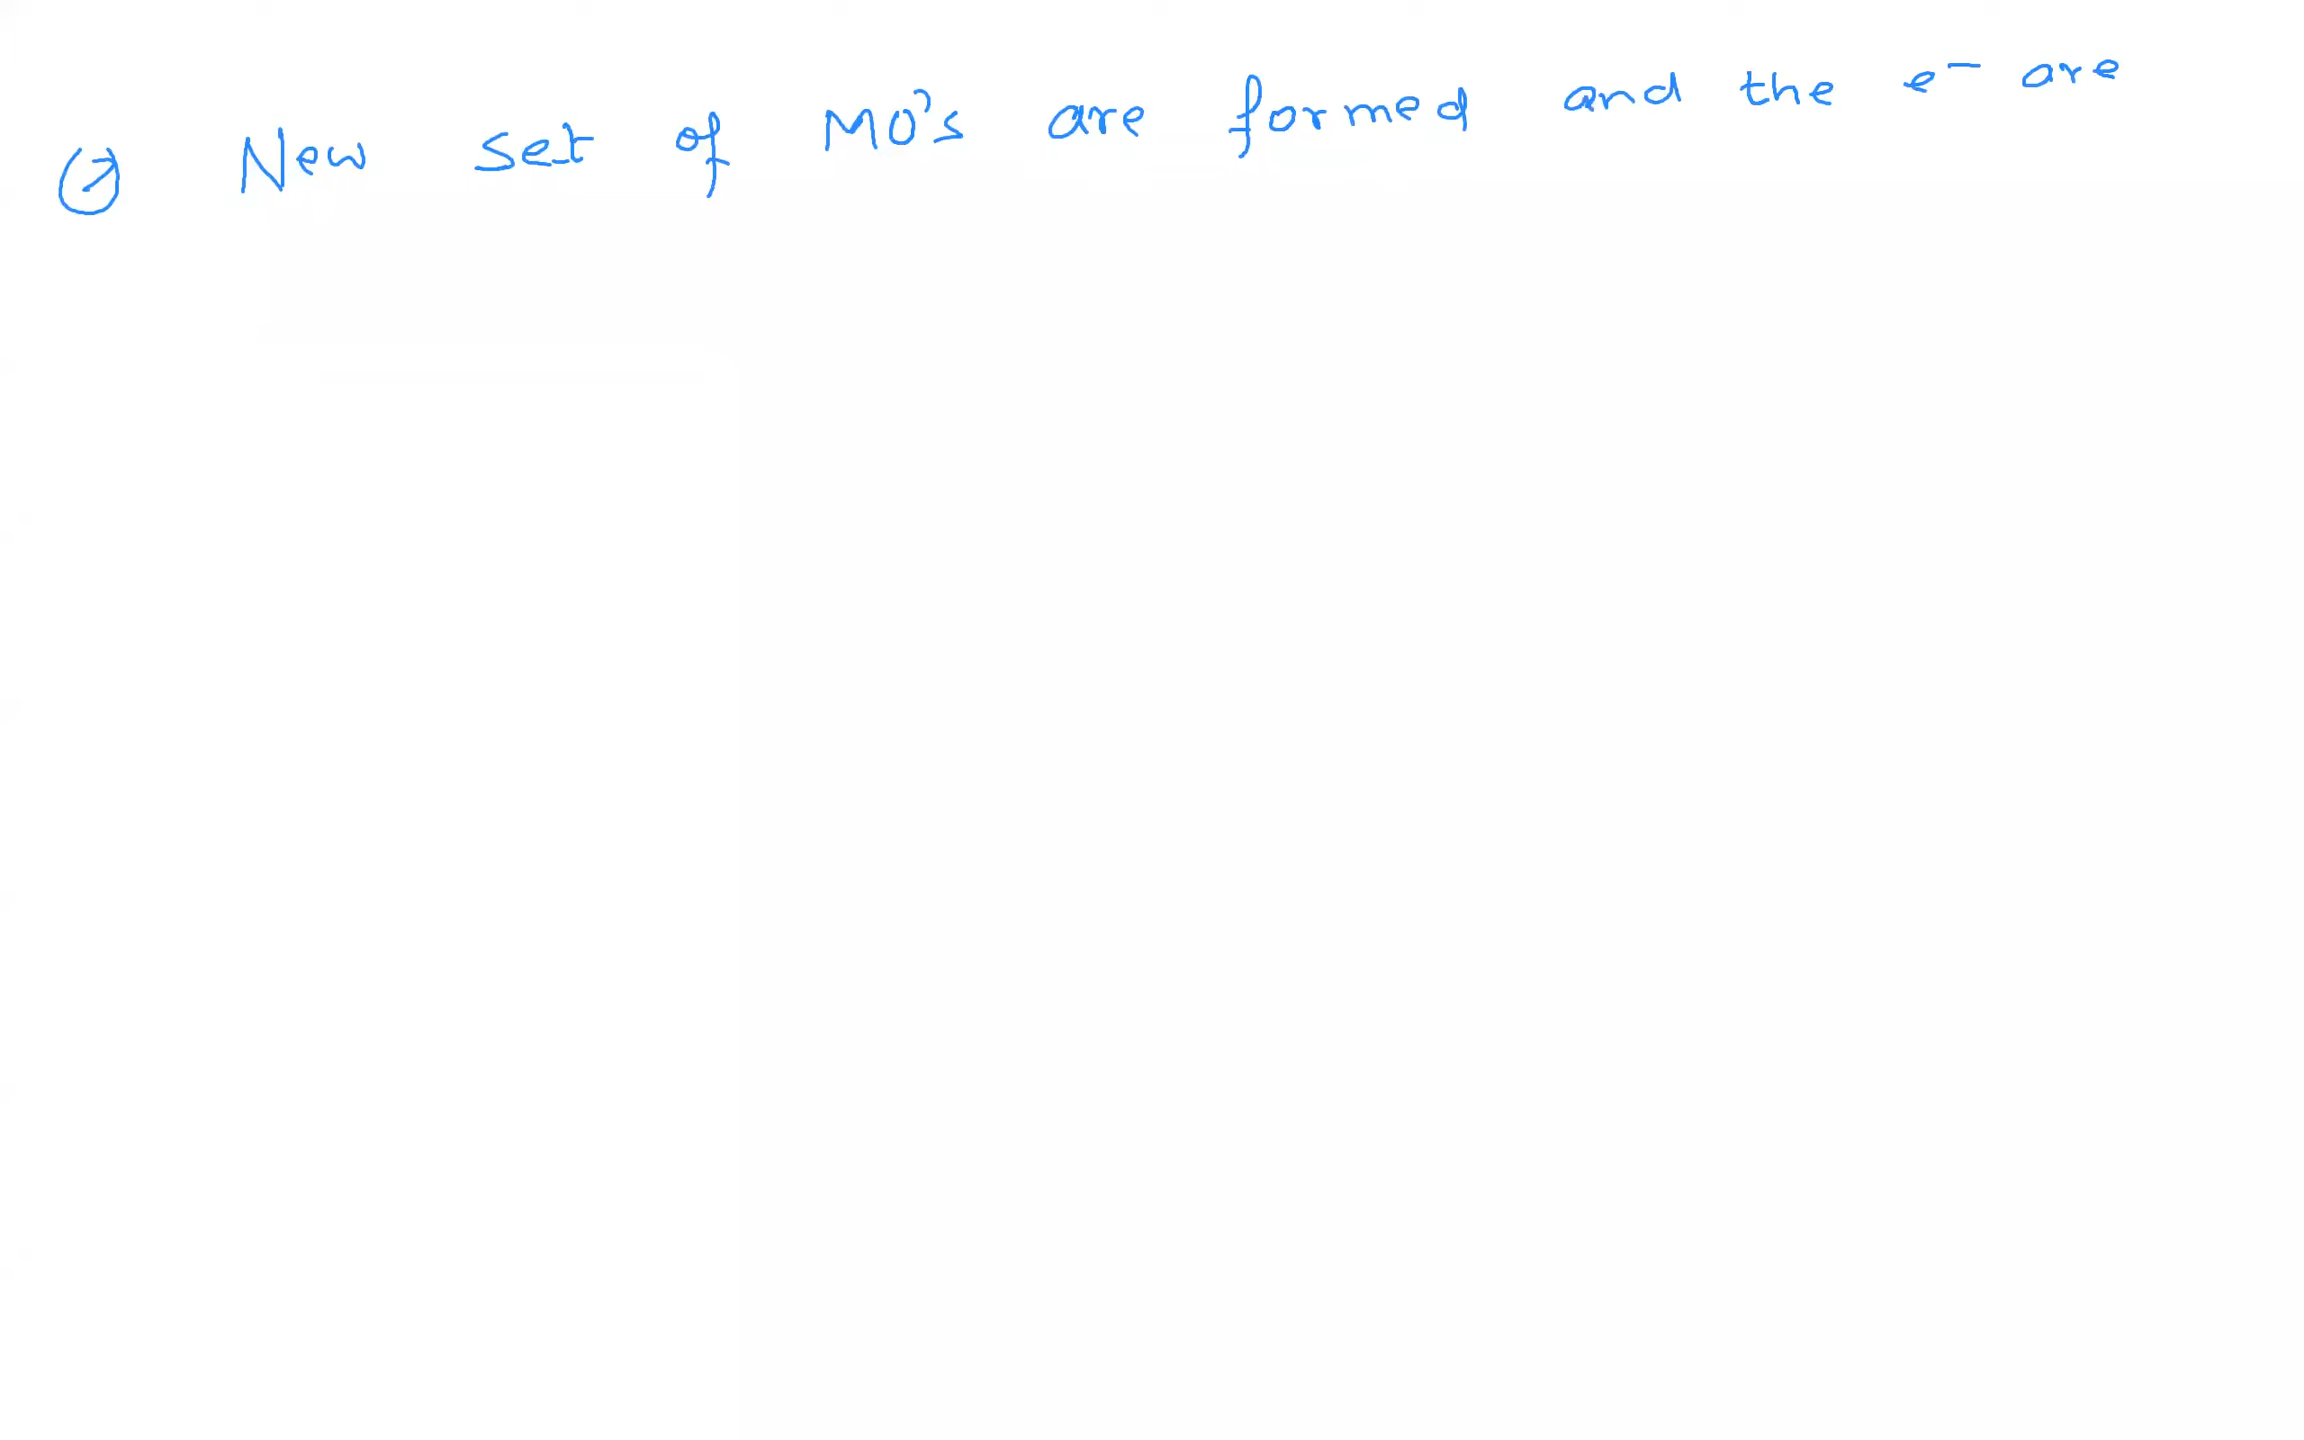 New set of MO's are formed and the e⁻ are